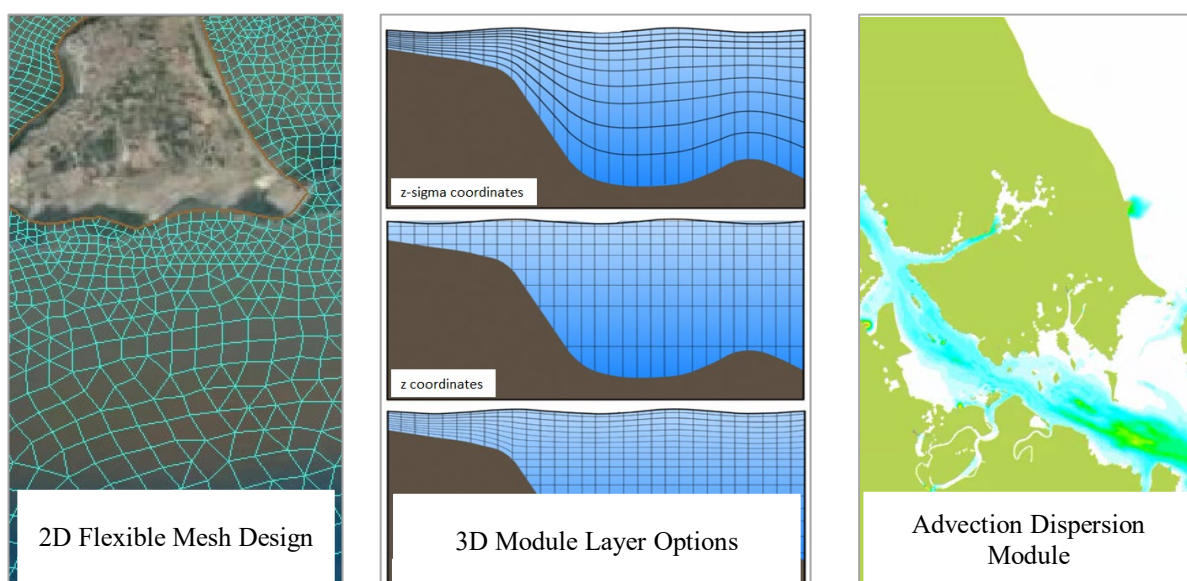 z-sigma coordinates
z coordinates
2D Flexible Mesh Design
3D Module Layer Options
Advection Dispersion
Module